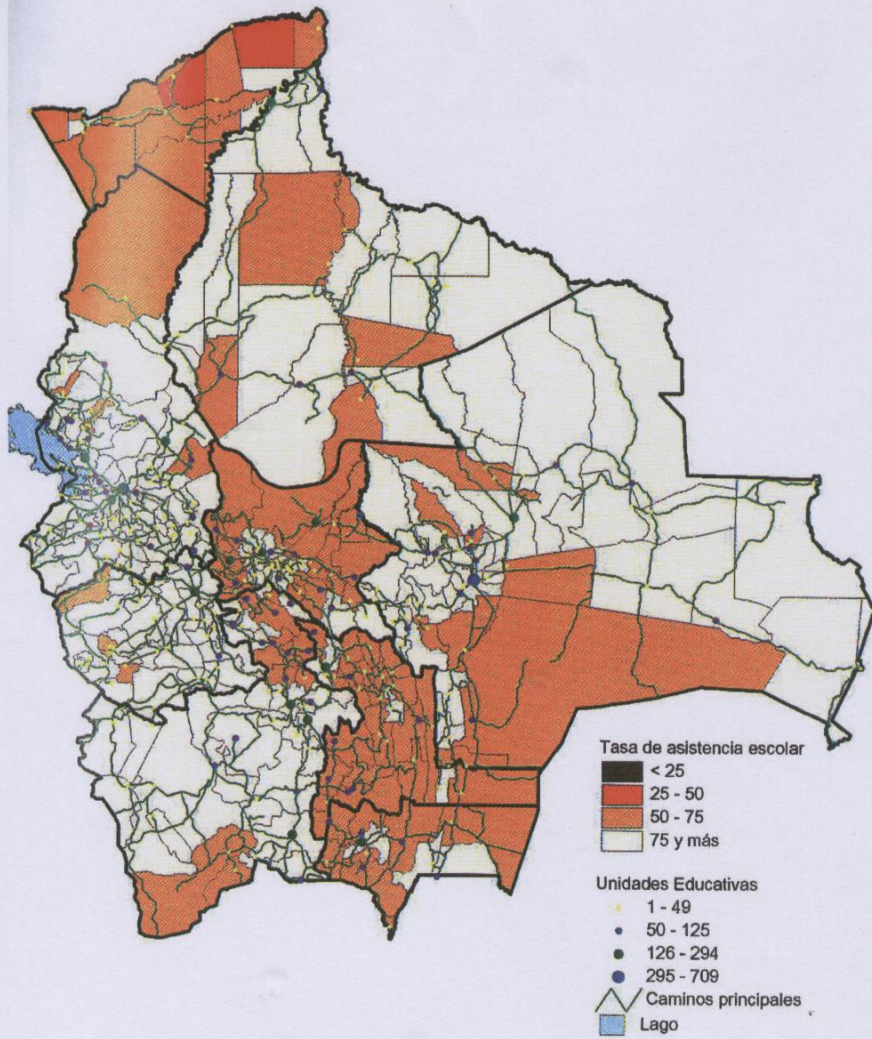 Tasa de asistencia escolar
< 25
25 - 50
50 - 75
75 y más
Unidades Educativas
1 - 49
50 - 125
126 - 294
295 - 709
Caminos principales
Lago